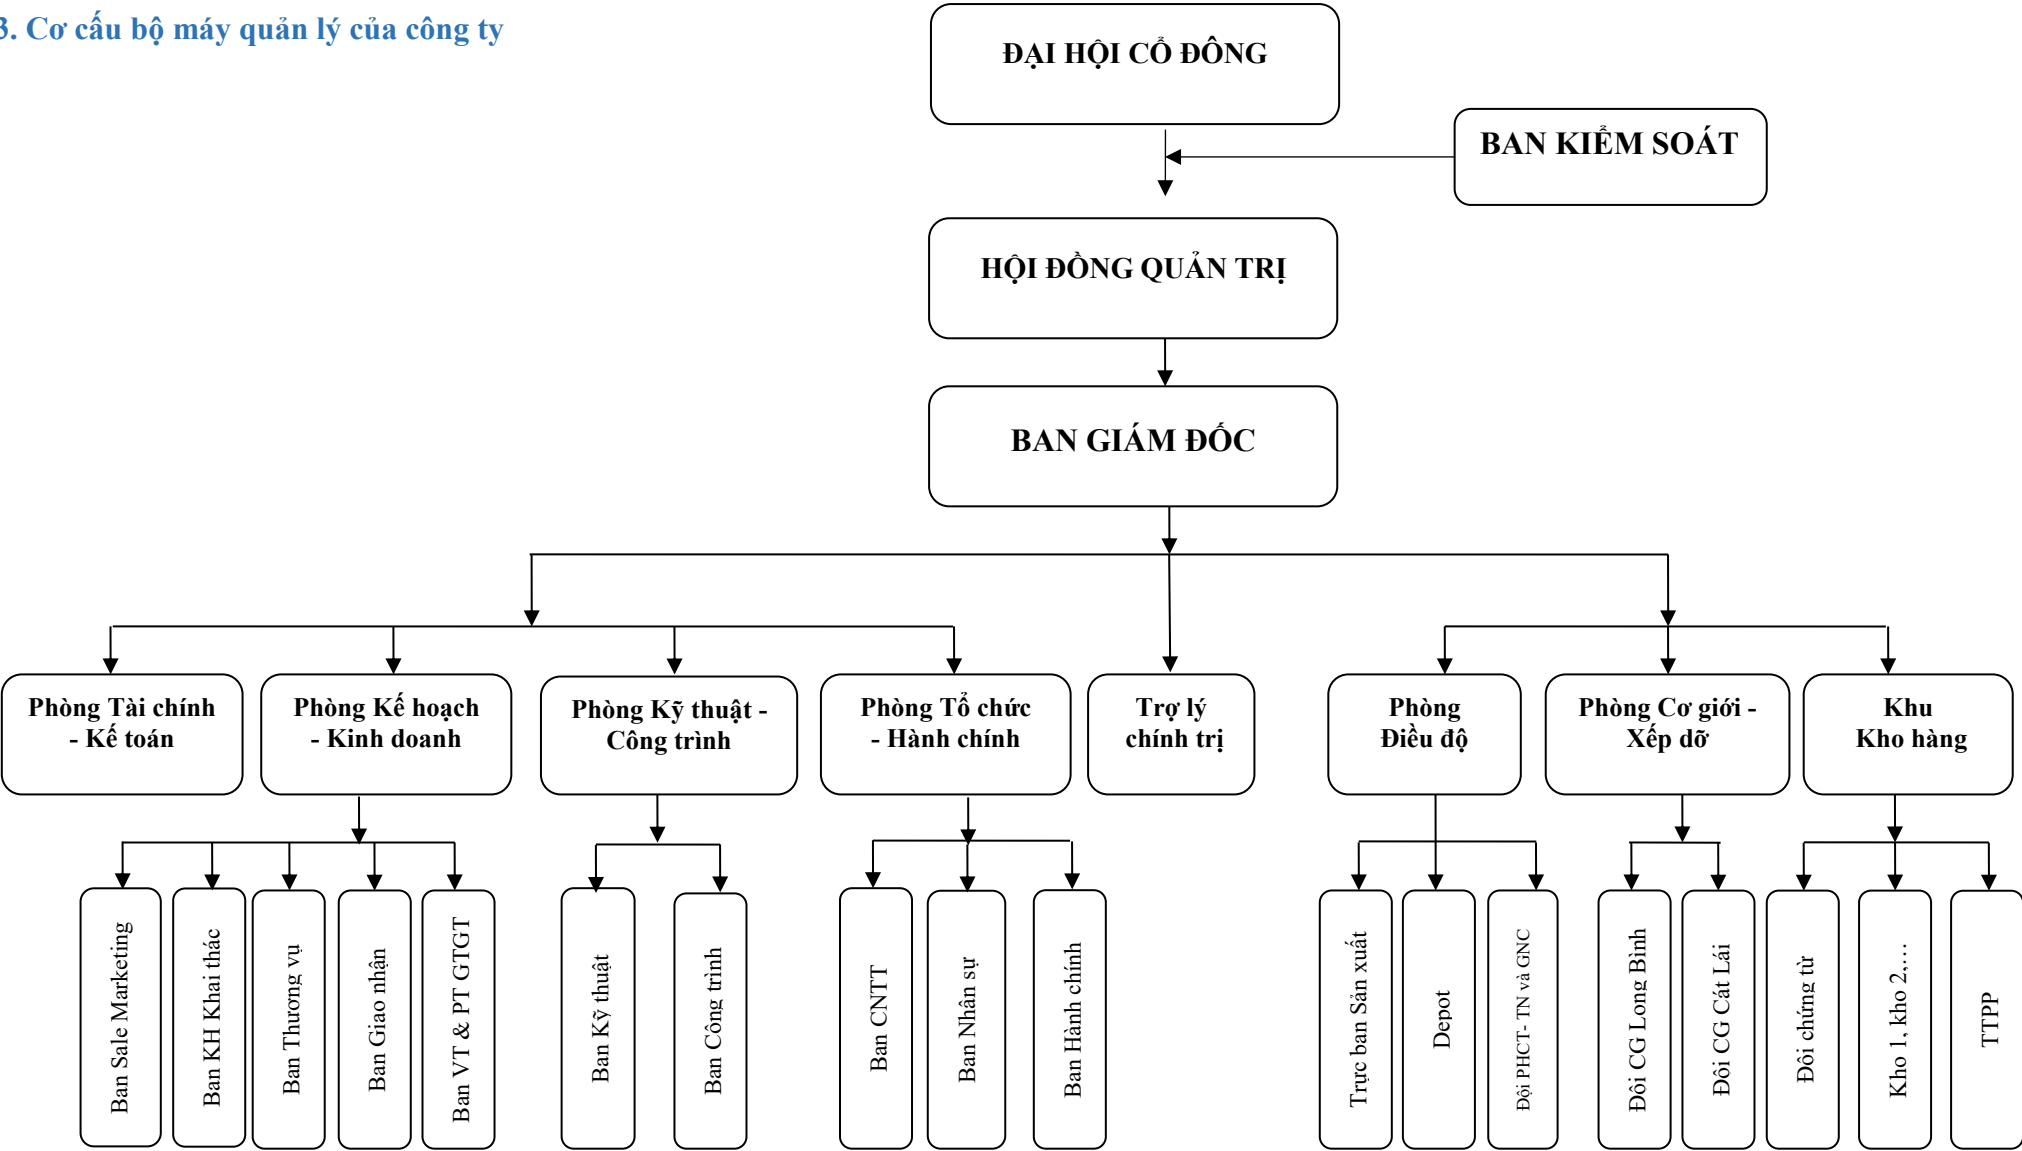 3. Cơ cấu bộ máy quản lý của công ty
ĐẠI HỘI CỔ ĐÔNG
BAN KIỂM SOÁT
HỘI ĐỒNG QUẢN TRỊ
BAN GIÁM ĐỐC
Phòng Tài chính
- Kế toán
Phòng Kế hoạch
- Kinh doanh
Phòng Kỹ thuật -
Công trình
Phòng Tổ chức
- Hành chính
Trợ lý
chính trị
Phòng
Điều độ
Phòng Cơ giới -
Xếp dỡ
Khu
Kho hàng
Ban Sale Marketing
Ban KH Khai thác
Ban Thương vụ
Ban Giao nhận
Ban VT & PT GTGT
Ban Kỹ thuật
Ban Công trình
Ban CNTT
Ban Nhân sự
Ban Hành chính
Trực ban Sản xuất
Depot
Đội PHCT- TN và GNC
Đôi CG Long Bình
Đôi CG Cát Lái
Đôi chứng từ
Kho 1, kho 2,…
TTPP